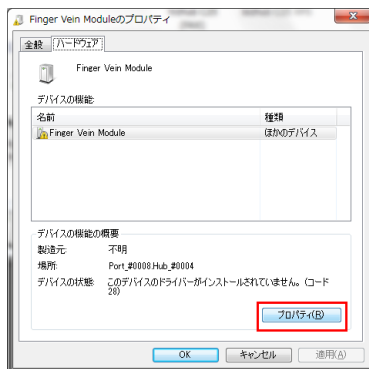 Finger Vein Moduleのプロパティ
全般 ハードウェア
Finger Vein Module
デバイスの機能:
名前 種類
Finger Vein Module ほかのデバイス
デバイスの機能の概要
製造元: 不明
場所: Port_#0008.Hub_#0004
デバイスの状態: このデバイスのドライバーがインストールされていません。 (コード
28)
プロパティ(R)
OK キャンセル 適用(A)